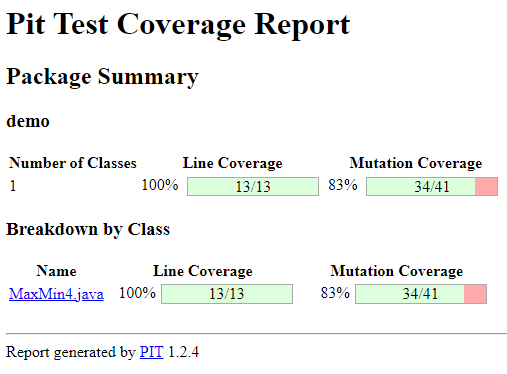 Pit Test Coverage Report
Package Summary
demo
Number of Classes Line Coverage Mutation Coverage
1 100% 13/13 83% 34/41
Breakdown by Class
Name Line Coverage Mutation Coverage
MaxMin4.java 100% 13/13 83% 34/41
Report generated by PIT 1.2.4